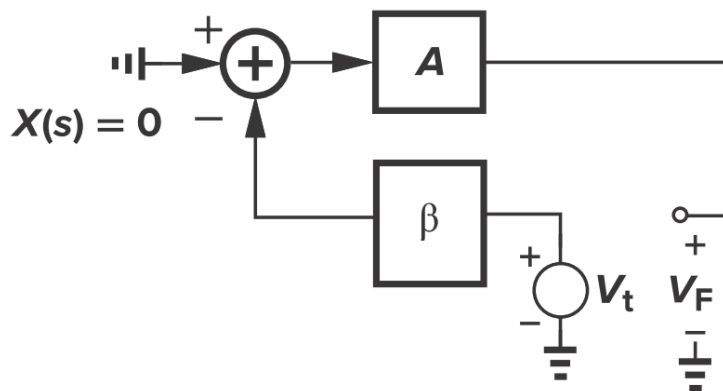 +
+
A
X(s) = 0
−
β
+
V_t
−
+
V_F
−